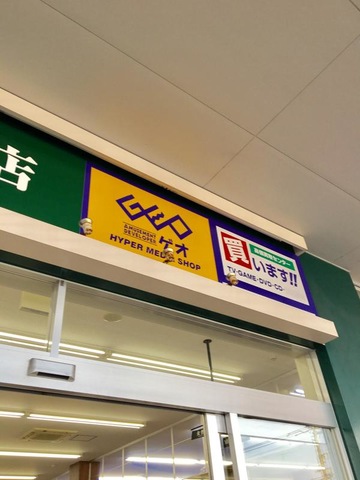 店
GEO
AMUSEMENT
DEVELOPER
ゲオ
HYPER MEDIA SHOP
買います!!
TV-GAME・DVD・CD・